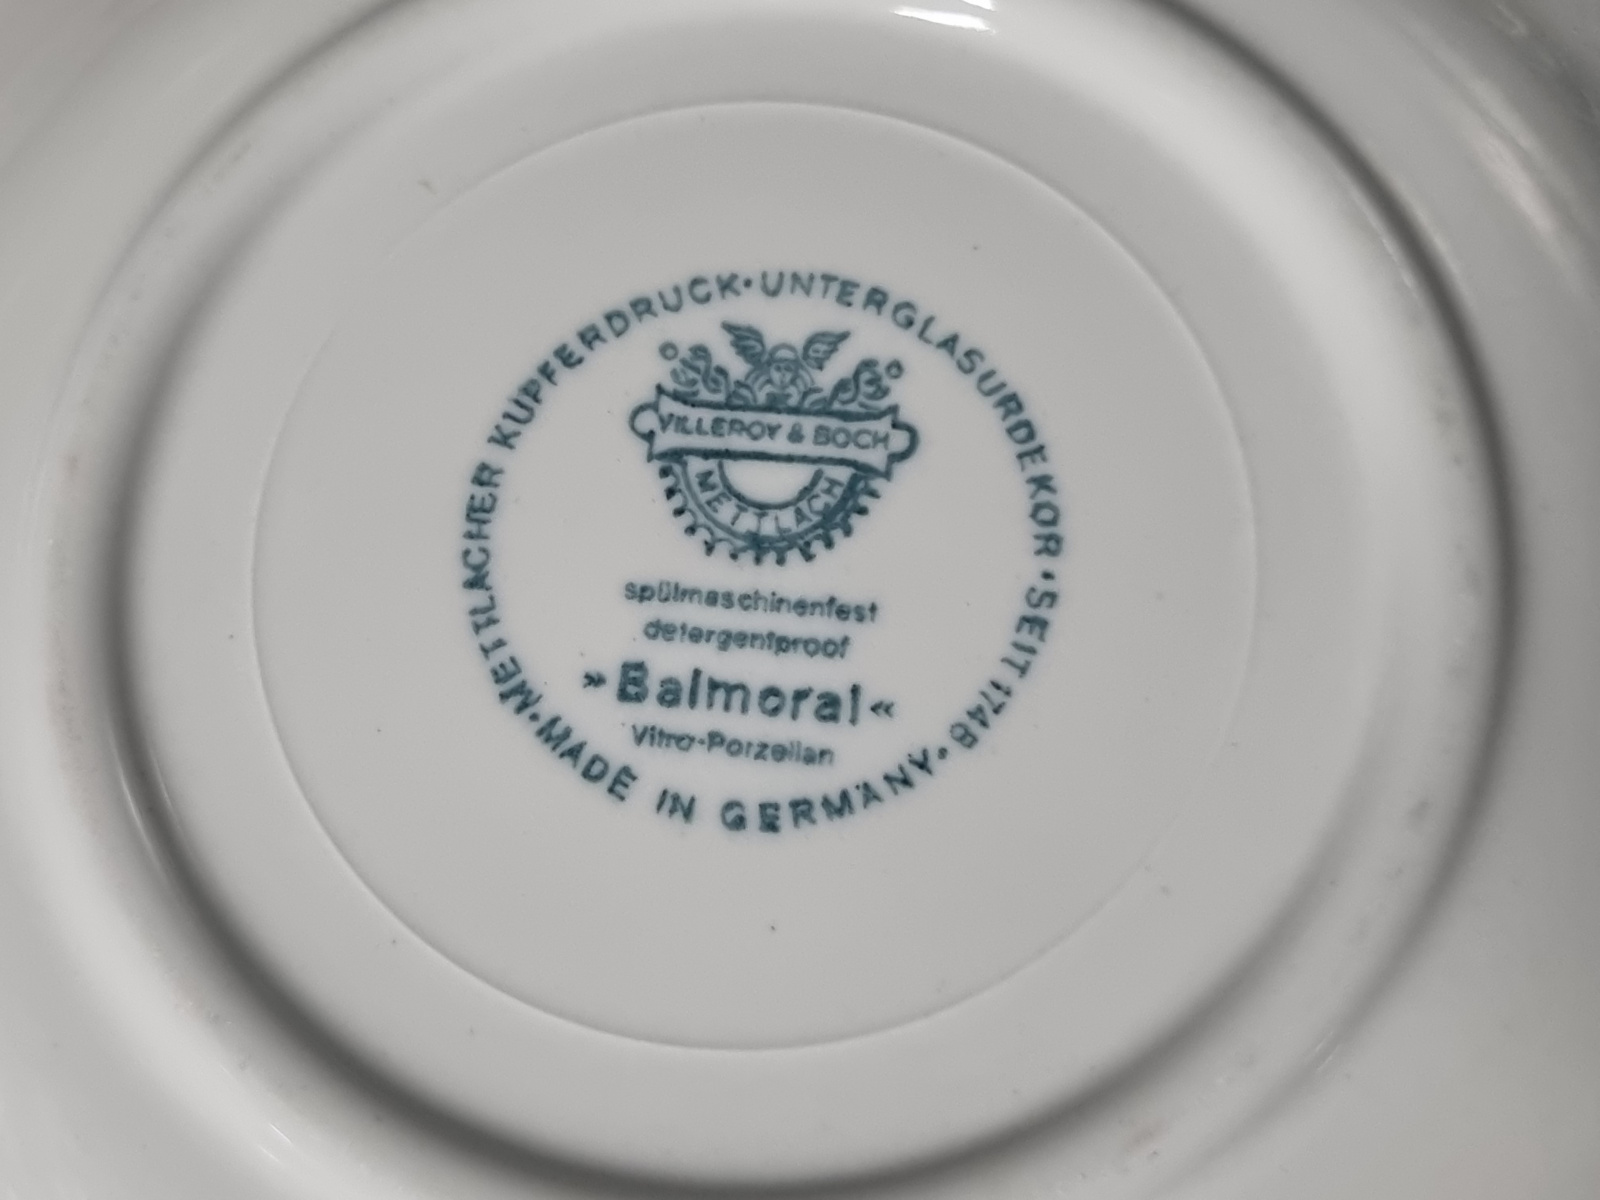 METTLACHER KUPFERDRUCK·UNTERGLASURDEKOR·SEIT 1748·MADE IN GERMANY·
VILLEROY & BOCH
METTLACH
spülmaschinenfest
detergentproof
»Balmoral«
Vitro-Porzellan